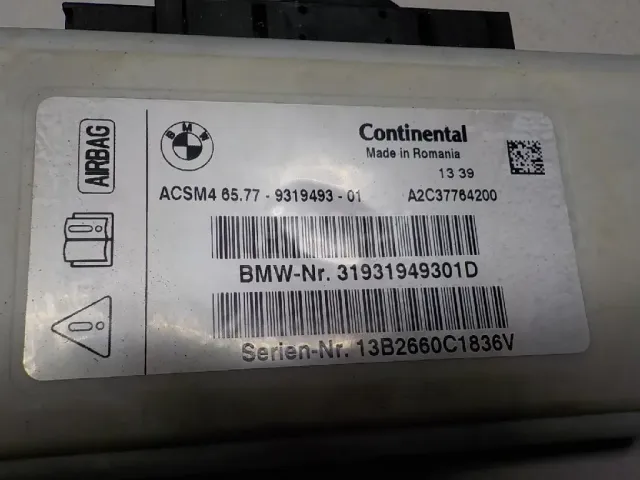 AIRBAG
BMW
Continental
Made in Romania
13 39
ACSM4 65.77 - 9319493 - 01 A2C37764200
BMW-Nr. 31931949301D
Serien-Nr. 13B2660C1836V